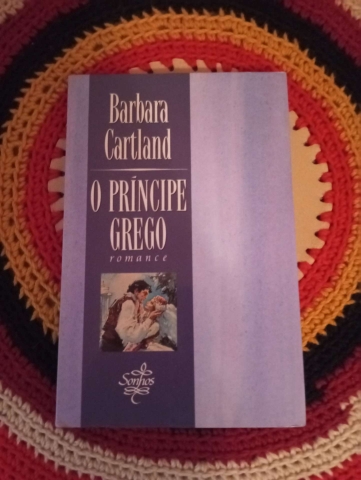 Barbara
Cartland
O PRÍNCIPE
GREGO
romance
Sonhos